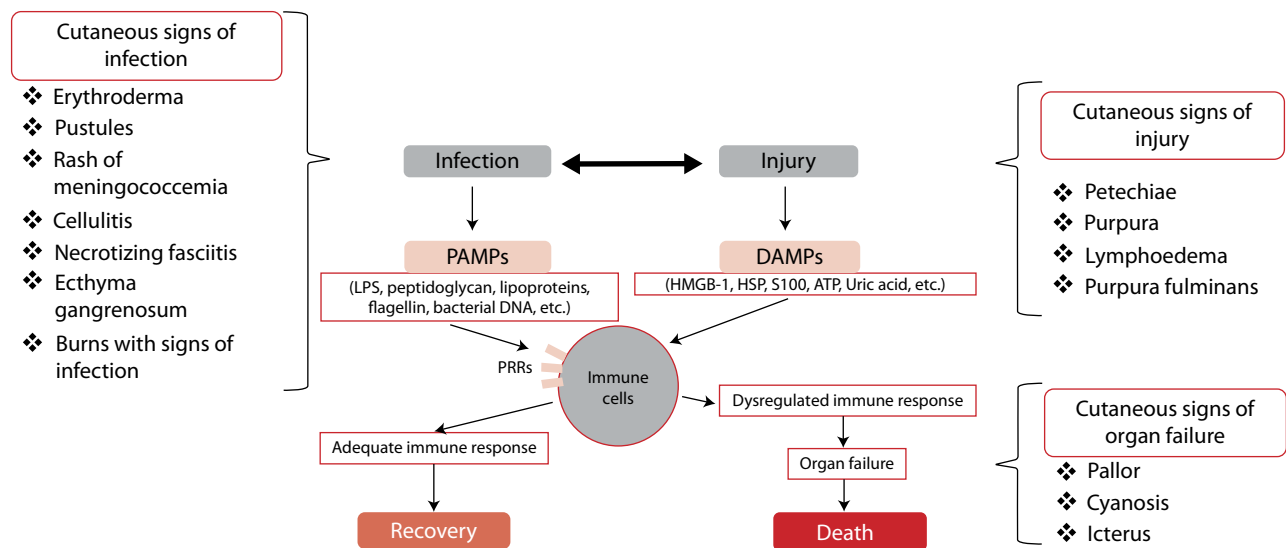 Cutaneous signs of
infection
❖ Erythroderma
❖ Pustules
❖ Rash of
meningococcemia
❖ Cellulitis
❖ Necrotizing fasciitis
❖ Ecthyma
gangrenosum
❖ Burns with signs of
infection
Infection
Injury
PAMPs
(LPS, peptidoglycan, lipoproteins,
flagellin, bacterial DNA, etc.)
DAMPs
(HMGB-1, HSP, S100, ATP, Uric acid, etc.)
PRRs
Immune
cells
Adequate immune response
Recovery
Dysregulated immune response
Organ failure
Death
Cutaneous signs of
injury
❖ Petechiae
❖ Purpura
❖ Lymphoedema
❖ Purpura fulminans
Cutaneous signs of
organ failure
❖ Pallor
❖ Cyanosis
❖ Icterus